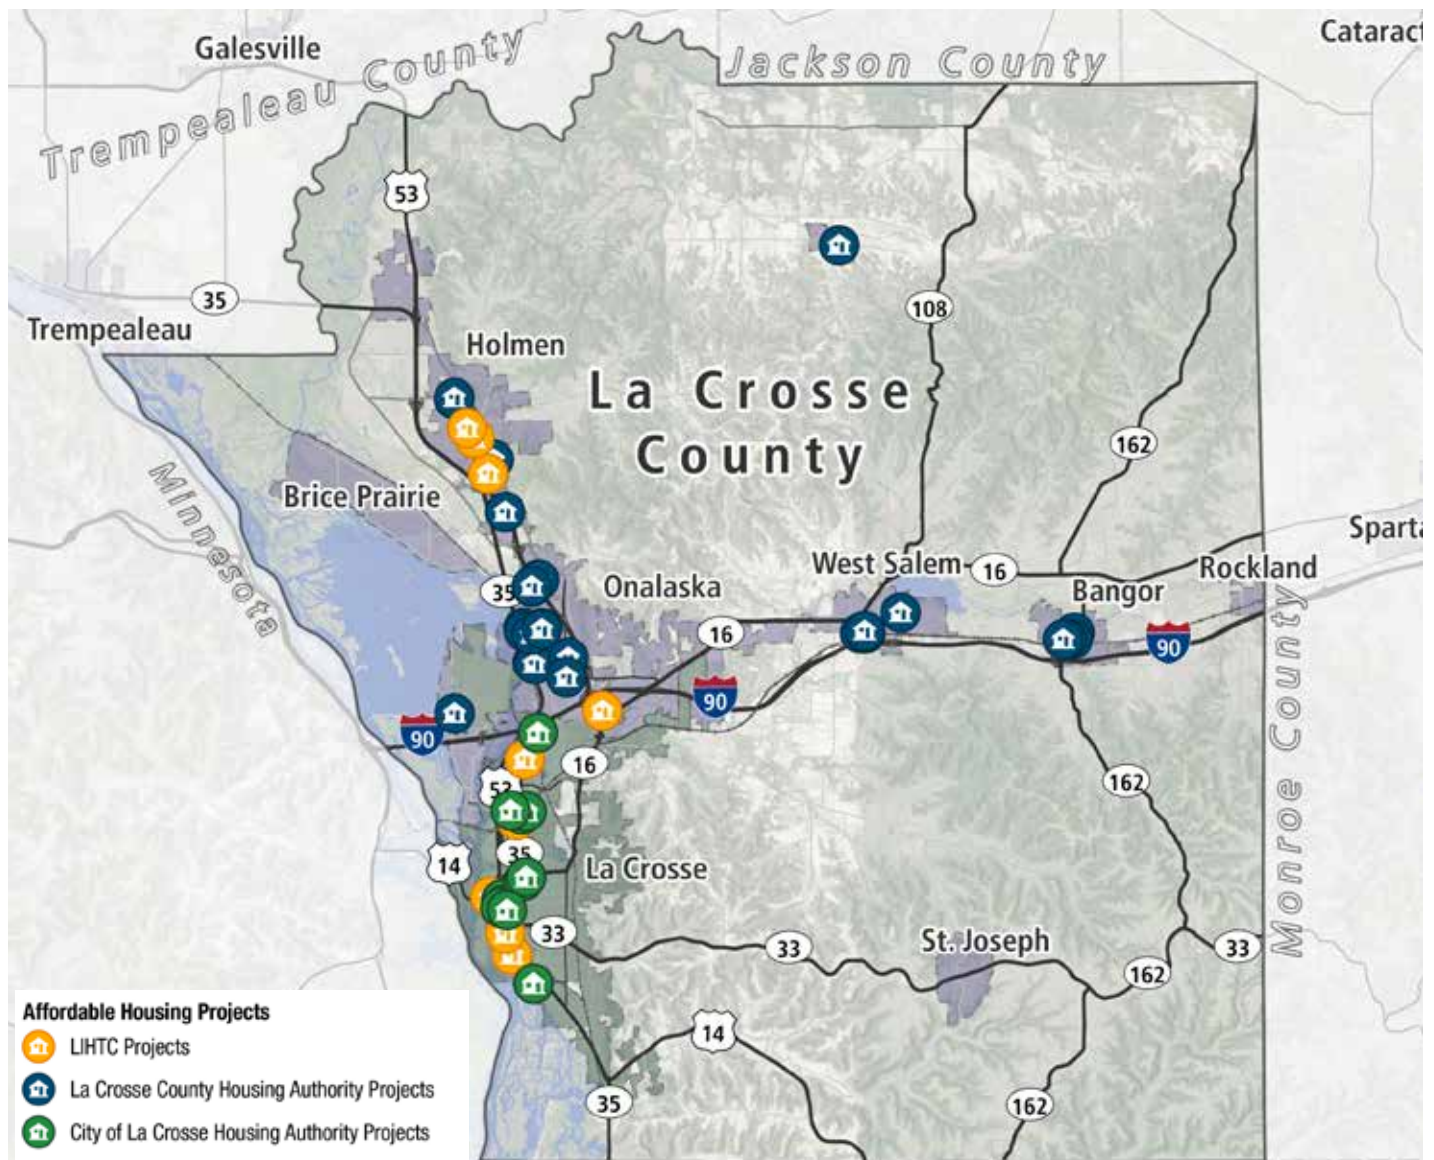 Galesville
Trempealeau County
Jackson County
Cataract
53
35
Trempealeau
Holmen
108
La Crosse
County
162
Brice Prairie
Minnesota
Sparta
West Salem
16
Rockland
35
Onalaska
Bangor
16
90
90
90
16
53
162
35
14
La Crosse
Monroe County
33
33
St. Joseph
33
162
14
35
162
Affordable Housing Projects
LIHTC Projects
La Crosse County Housing Authority Projects
City of La Crosse Housing Authority Projects